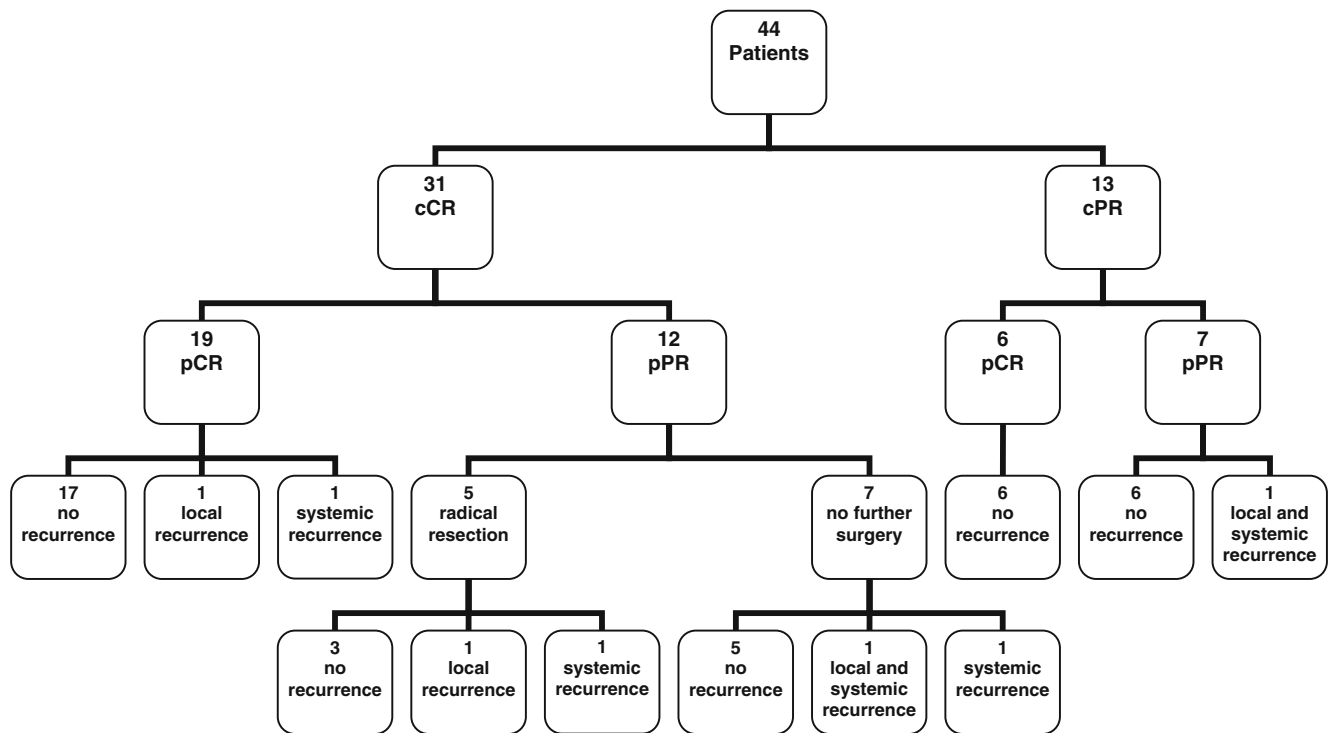 44
Patients
31
cCR
13
cPR
19
pCR
12
pPR
6
pCR
7
pPR
17
no
recurrence
1
local
recurrence
1
systemic
recurrence
5
radical
resection
7
no further
surgery
6
no
recurrence
6
no
recurrence
1
local and
systemic
recurrence
3
no
recurrence
1
local
recurrence
1
systemic
recurrence
5
no
recurrence
1
local and
systemic
recurrence
1
systemic
recurrence